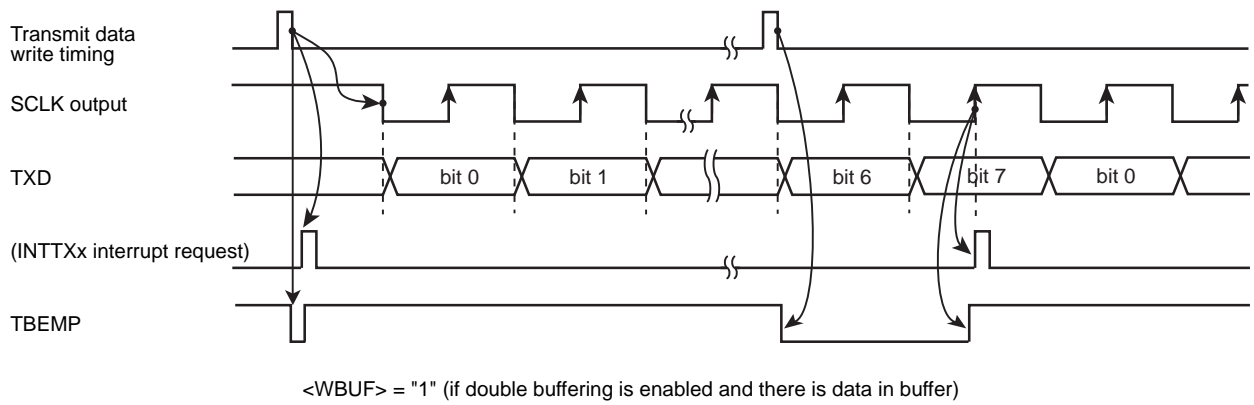 Transmit data
write timing
SCLK output
TXD
bit 0
bit 1
bit 6
bit 7
bit 0
(INTTXx interrupt request)
TBEMP
<WBUF> = "1" (if double buffering is enabled and there is data in buffer)